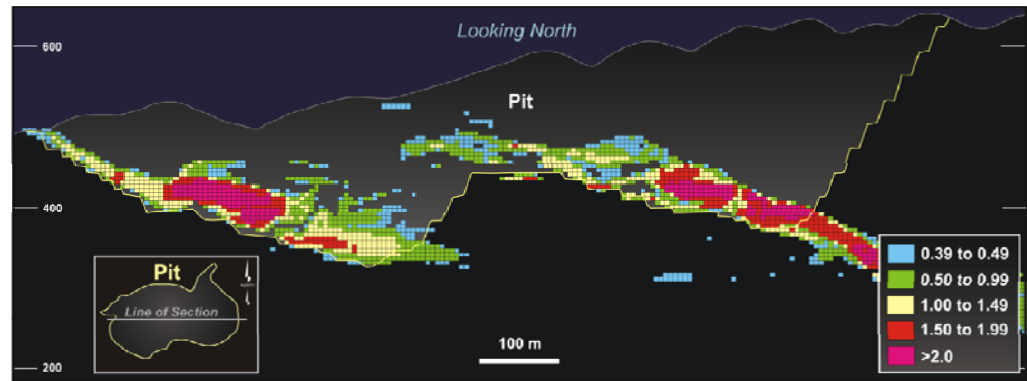 Looking North
600
Pit
400
Pit
Line of Section
0.39 to 0.49
0.50 to 0.99
1.00 to 1.49
1.50 to 1.99
>2.0
100 m
200